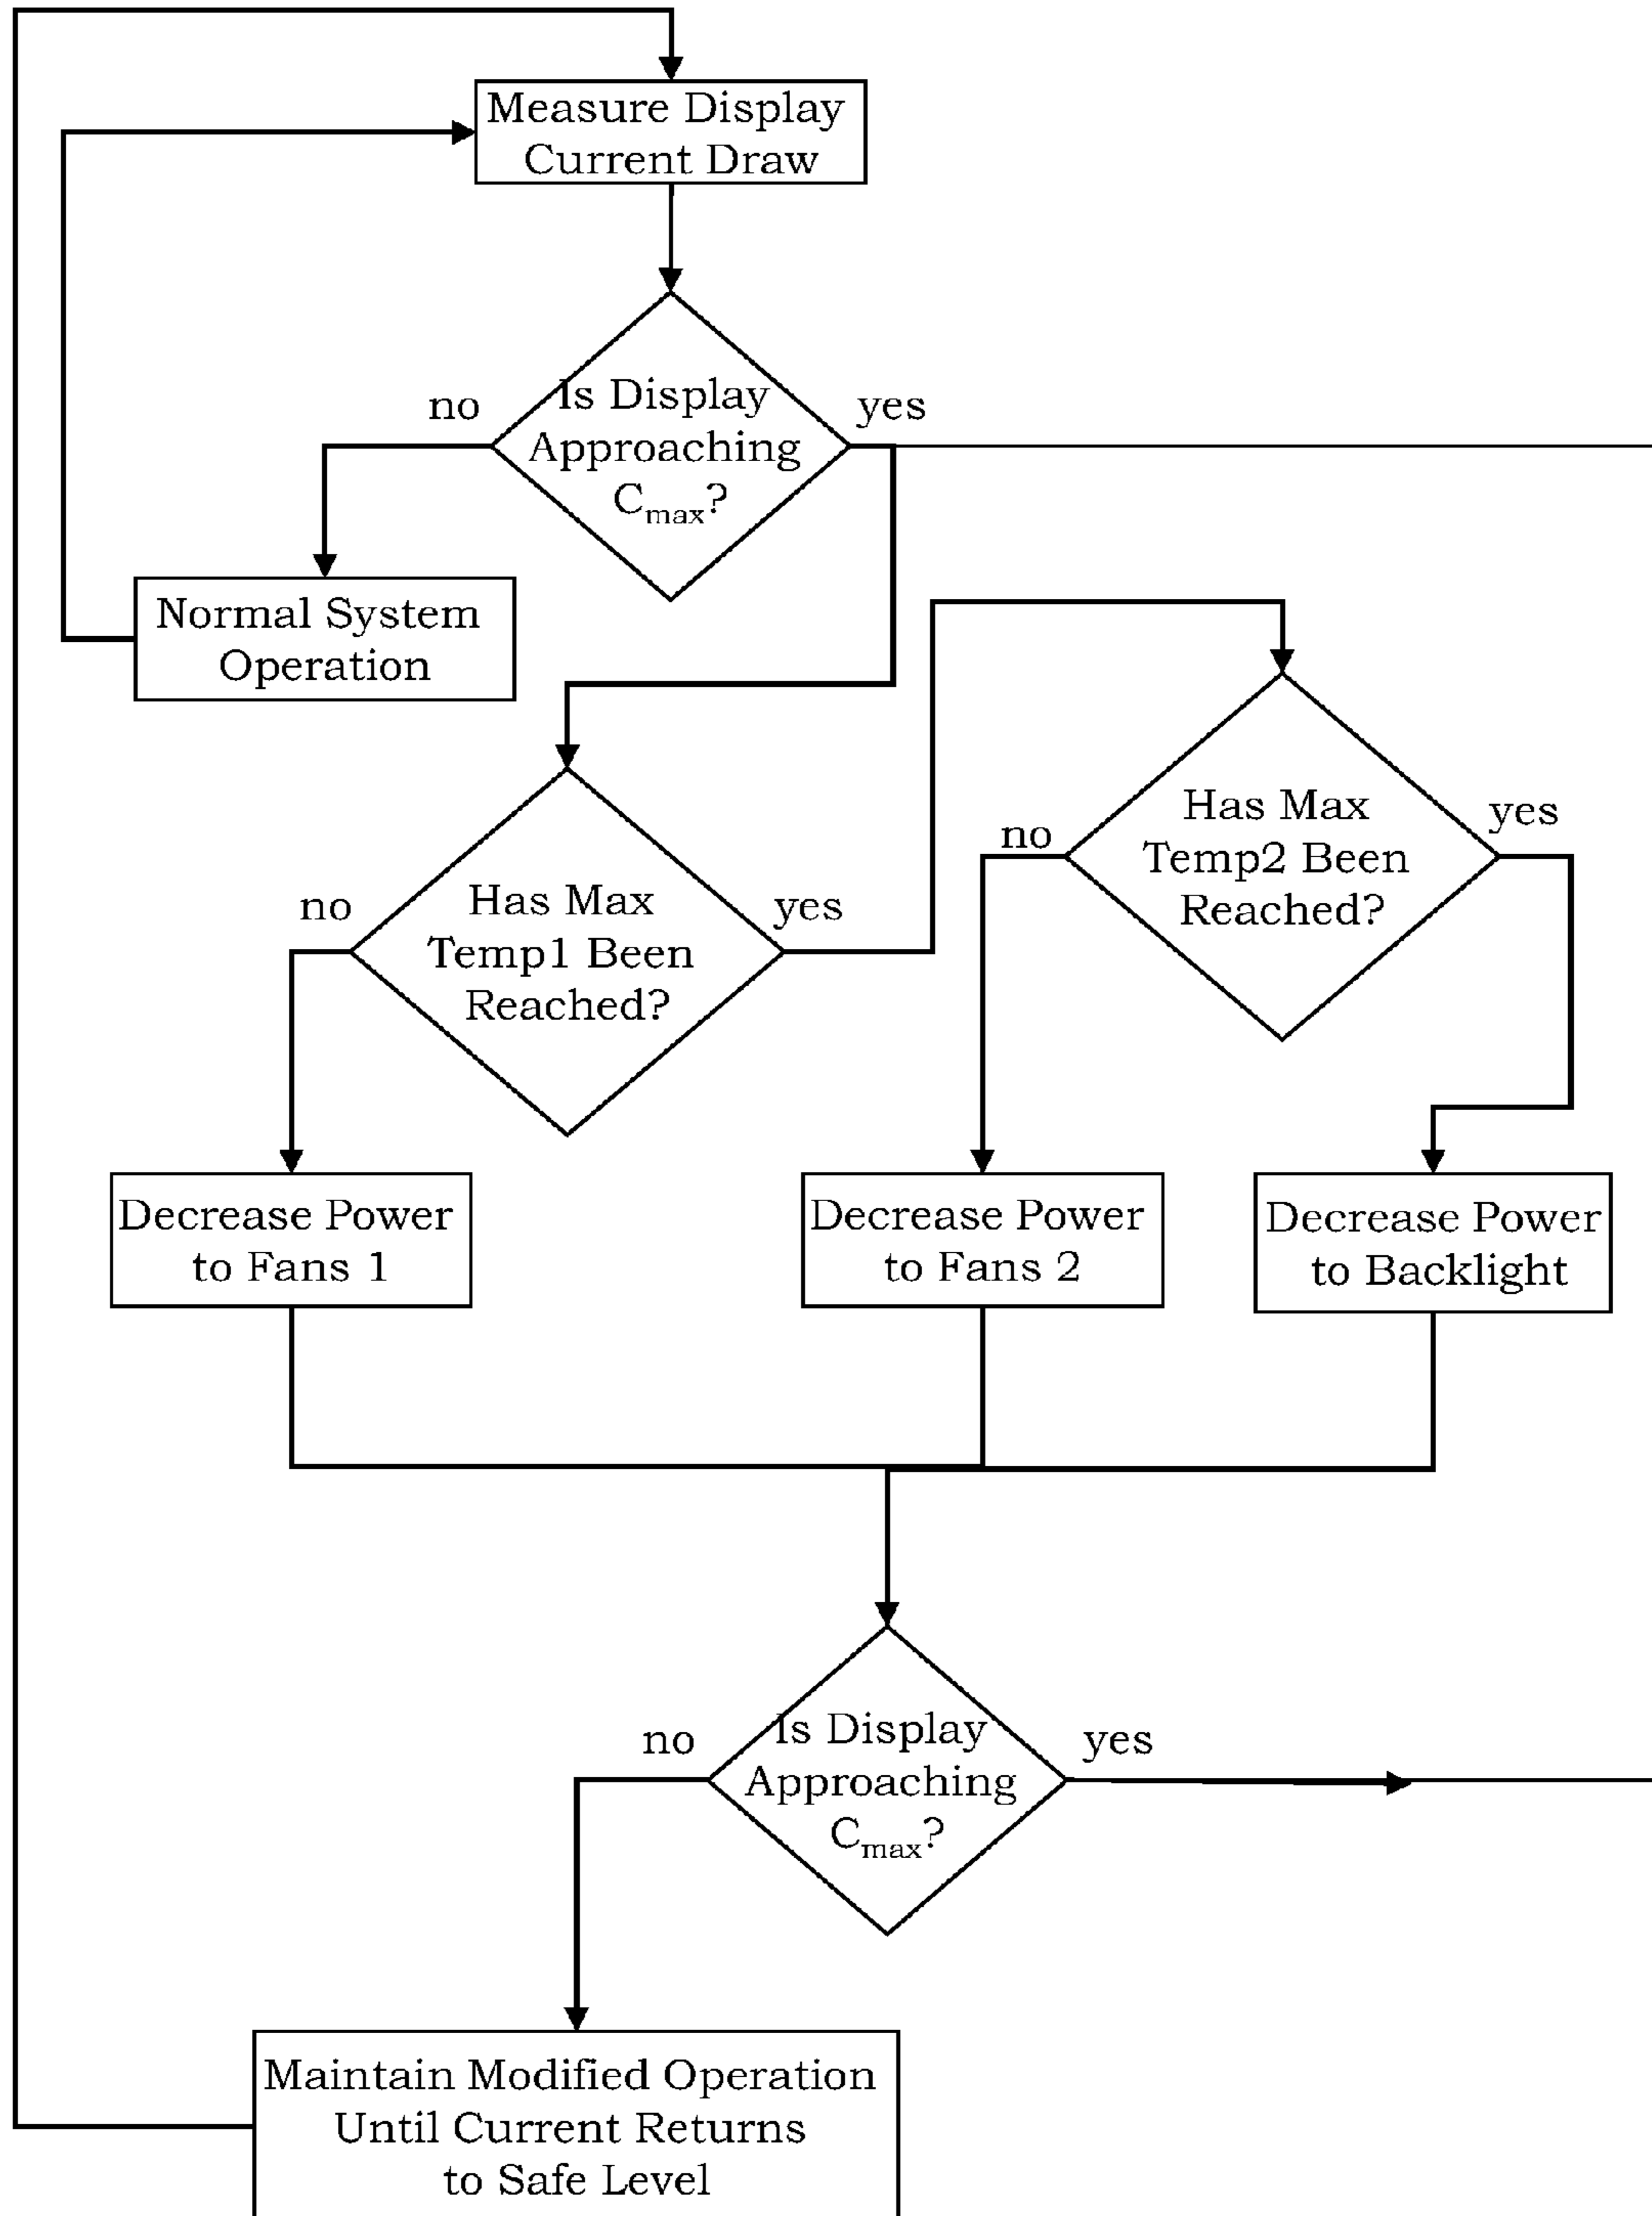 Measure Display
Current Draw
no
Is Display
Approaching
Cmax?
yes
Normal System
Operation
no
Has Max
Temp1 Been
Reached?
yes
no
Has Max
Temp2 Been
Reached?
yes
Decrease Power
to Fans 1
Decrease Power
to Fans 2
Decrease Power
to Backlight
no
Is Display
Approaching
Cmax?
yes
Maintain Modified Operation
Until Current Returns
to Safe Level